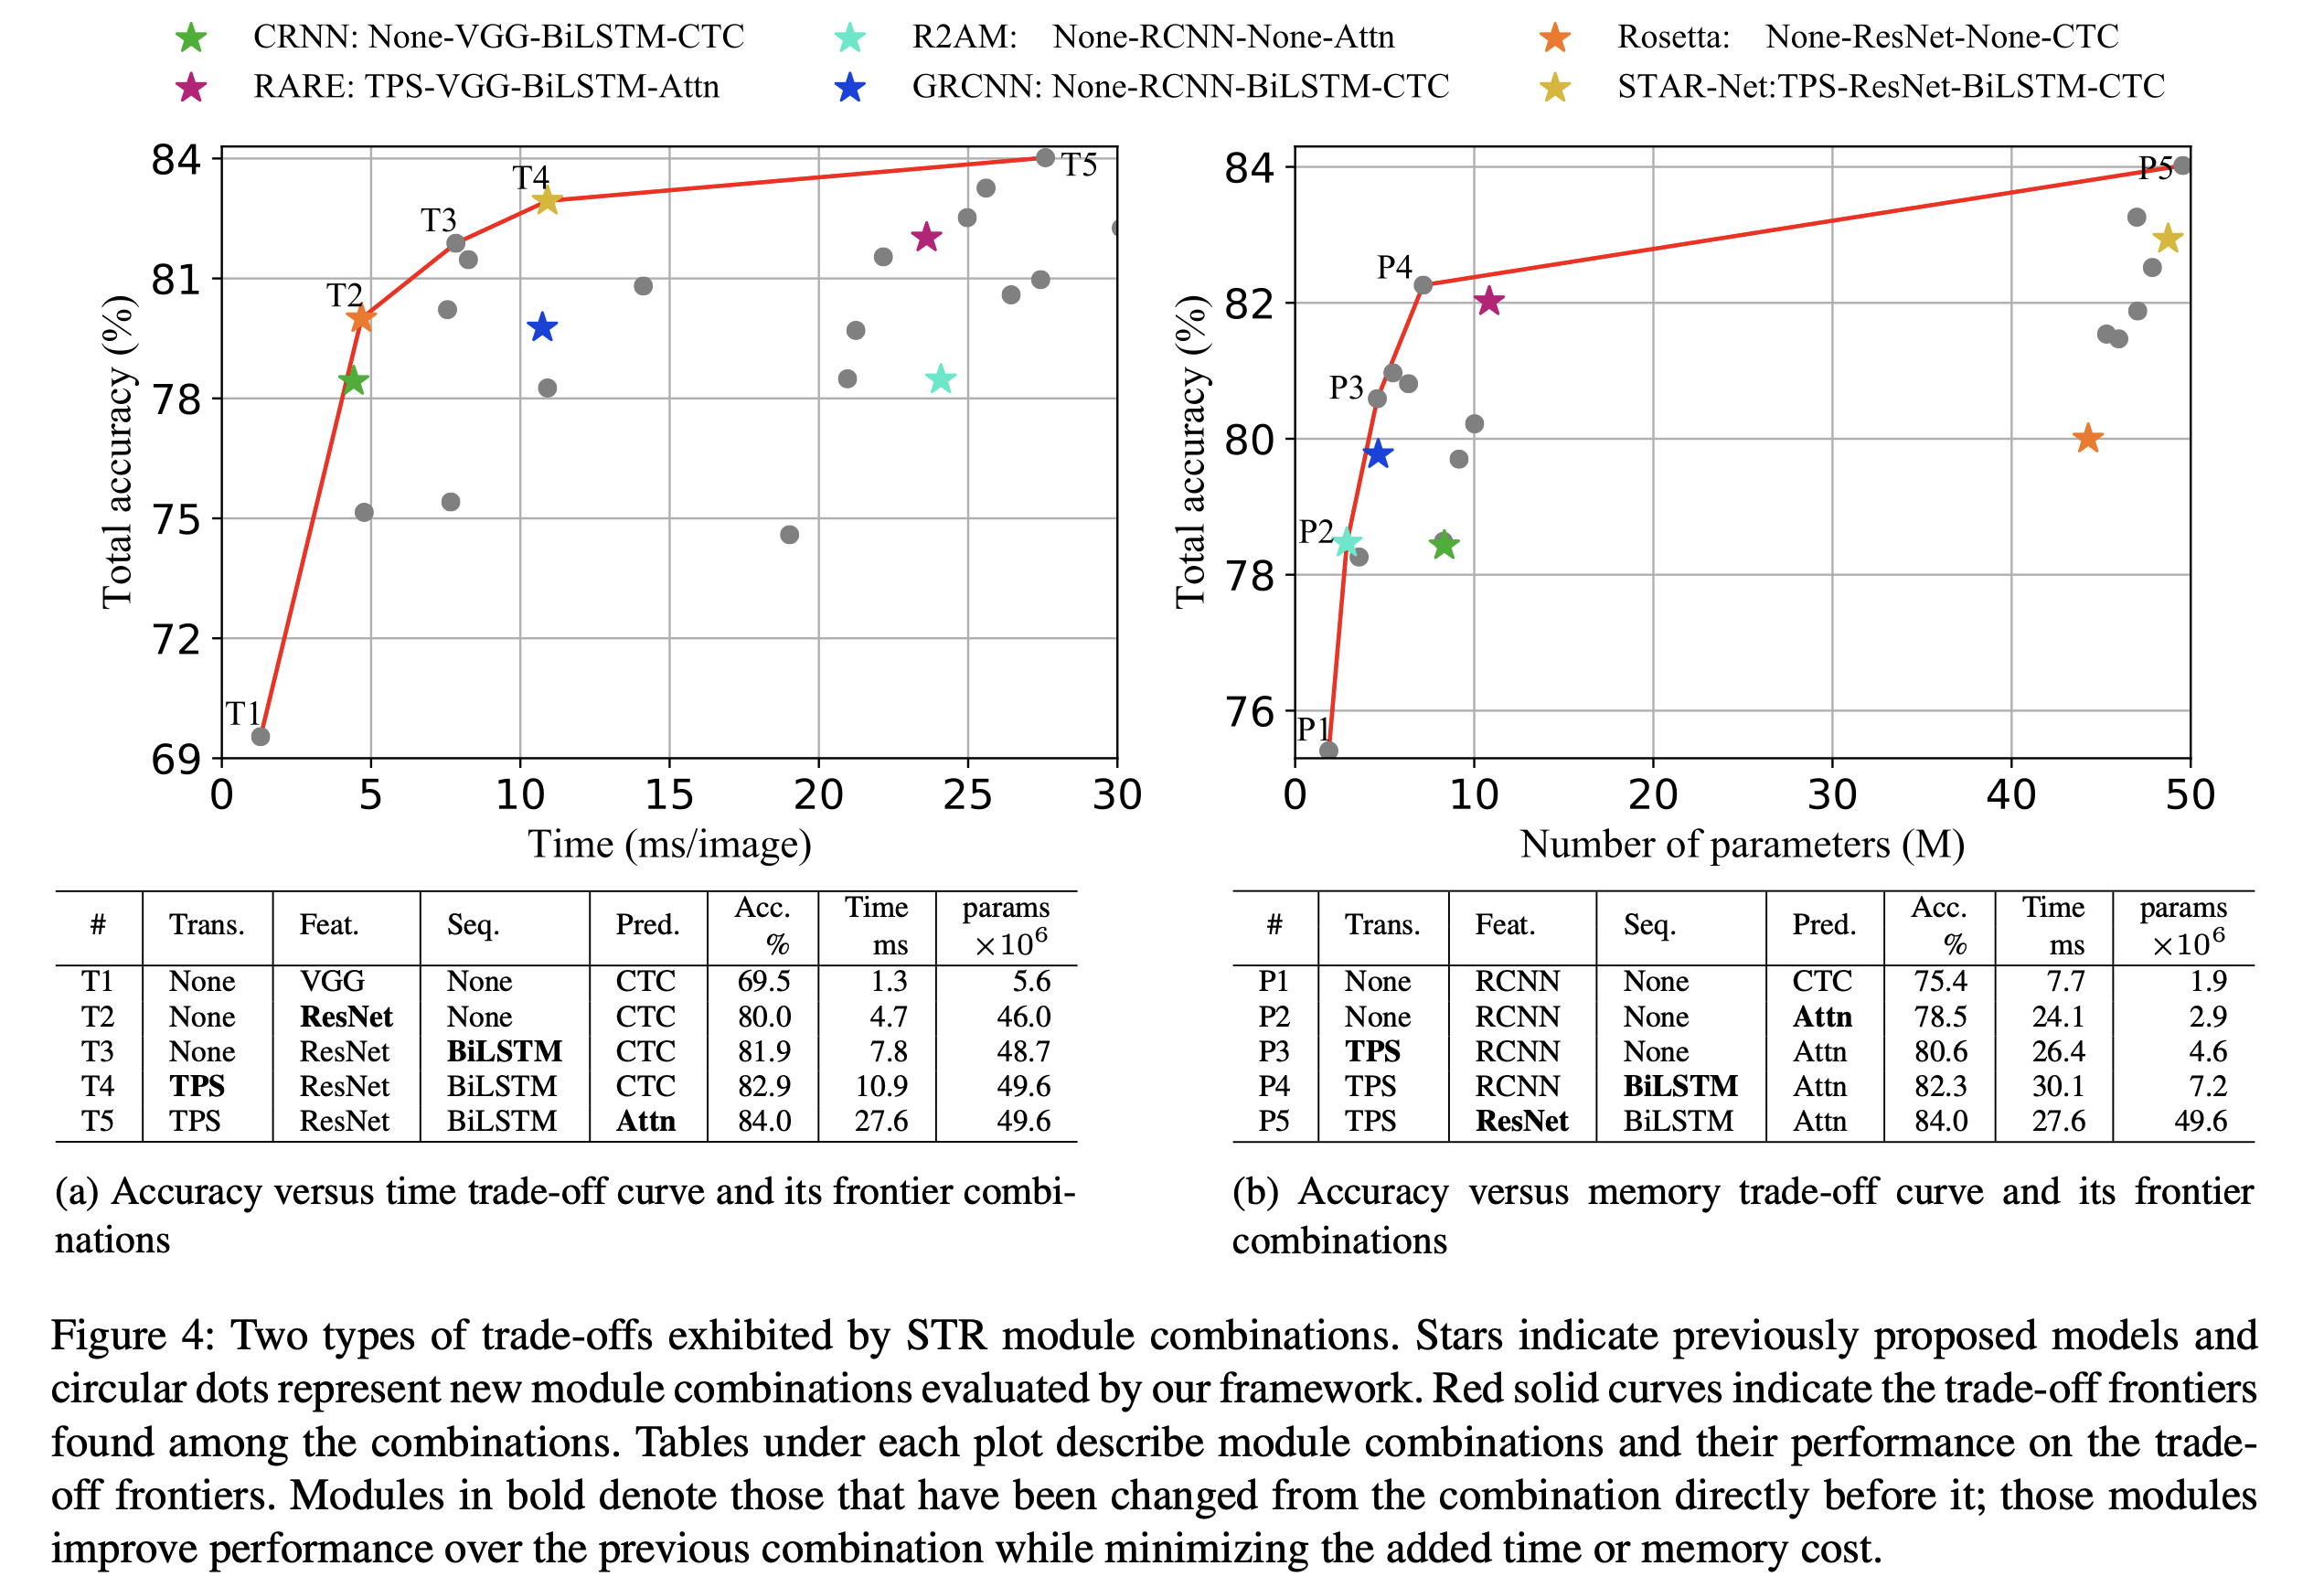 CRNN: None-VGG-BiLSTM-CTC
R2AM: None-RCNN-None-Attn
Rosetta: None-ResNet-None-CTC
RARE: TPS-VGG-BiLSTM-Attn
GRCNN: None-RCNN-BiLSTM-CTC
STAR-Net:TPS-ResNet-BiLSTM-CTC
84
81
78
75
72
69
Total accuracy (%)
T1
T2
T3
T4
T5
0 5 10 15 20 25 30
Time (ms/image)
84
82
80
78
76
Total accuracy (%)
P1
P2
P3
P4
P5
0 10 20 30 40 50
Number of parameters (M)
# Trans. Feat. Seq. Pred. Acc. % Time ms params ×10⁶
T1 None VGG None CTC 69.5 1.3 5.6
T2 None ResNet None CTC 80.0 4.7 46.0
T3 None ResNet BiLSTM CTC 81.9 7.8 48.7
T4 TPS ResNet BiLSTM CTC 82.9 10.9 49.6
T5 TPS ResNet BiLSTM Attn 84.0 27.6 49.6
(a) Accuracy versus time trade-off curve and its frontier combi-
nations
# Trans. Feat. Seq. Pred. Acc. % Time ms params ×10⁶
P1 None RCNN None CTC 75.4 7.7 1.9
P2 None RCNN None Attn 78.5 24.1 2.9
P3 TPS RCNN None Attn 80.6 26.4 4.6
P4 TPS RCNN BiLSTM Attn 82.3 30.1 7.2
P5 TPS ResNet BiLSTM Attn 84.0 27.6 49.6
(b) Accuracy versus memory trade-off curve and its frontier
combinations
Figure 4: Two types of trade-offs exhibited by STR module combinations. Stars indicate previously proposed models and
circular dots represent new module combinations evaluated by our framework. Red solid curves indicate the trade-off frontiers
found among the combinations. Tables under each plot describe module combinations and their performance on the trade-
off frontiers. Modules in bold denote those that have been changed from the combination directly before it; those modules
improve performance over the previous combination while minimizing the added time or memory cost.